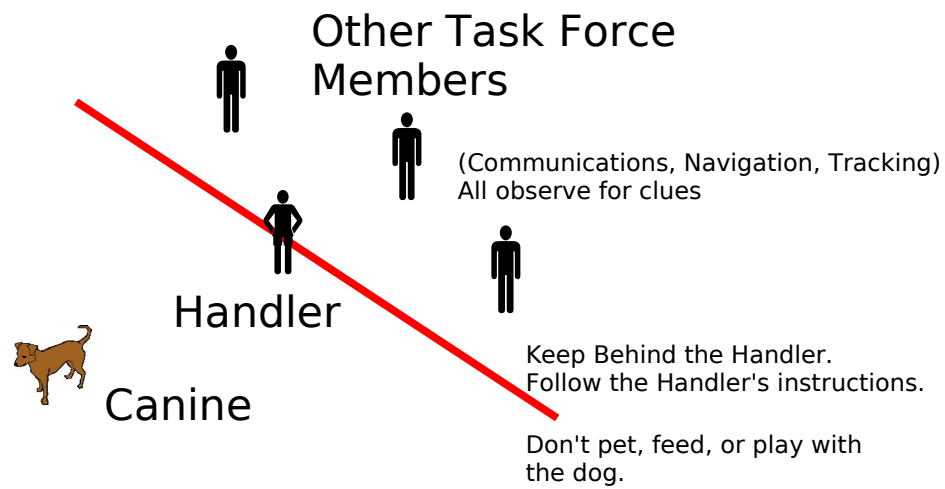 Other Task Force
Members
(Communications, Navigation, Tracking)
All observe for clues
Handler
Keep Behind the Handler.
Follow the Handler's instructions.
Canine
Don't pet, feed, or play with
the dog.